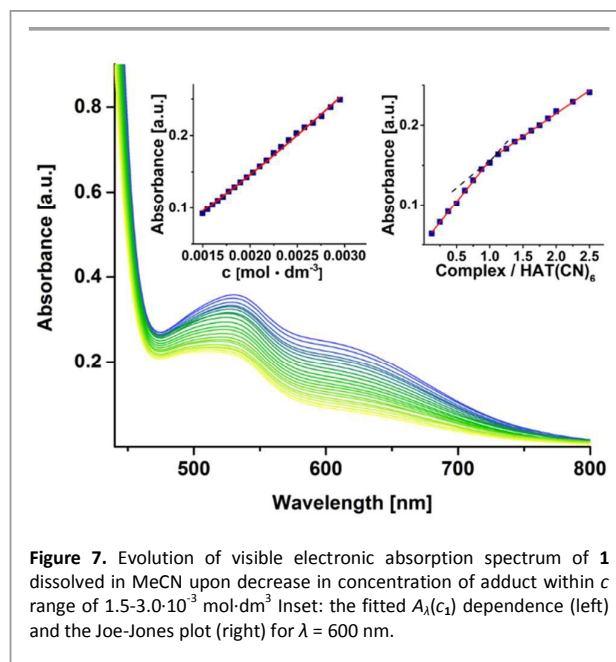 0.8
0.6
0.4
0.2
Absorbance [a.u.]
500 600 700 800
Wavelength [nm]
Absorbance [a.u.]
0.2
0.1
0.0015 0.0020 0.0025 0.0030
c [mol · dm⁻³]
Absorbance [a.u.]
0.2
0.1
0.5 1.0 1.5 2.0 2.5
Complex / HAT(CN)₆
Figure 7. Evolution of visible electronic absorption spectrum of 1
dissolved in MeCN upon decrease in concentration of adduct within c
range of 1.5-3.0·10⁻³ mol·dm³ Inset: the fitted Aλ(c₁) dependence (left)
and the Joe-Jones plot (right) for λ = 600 nm.